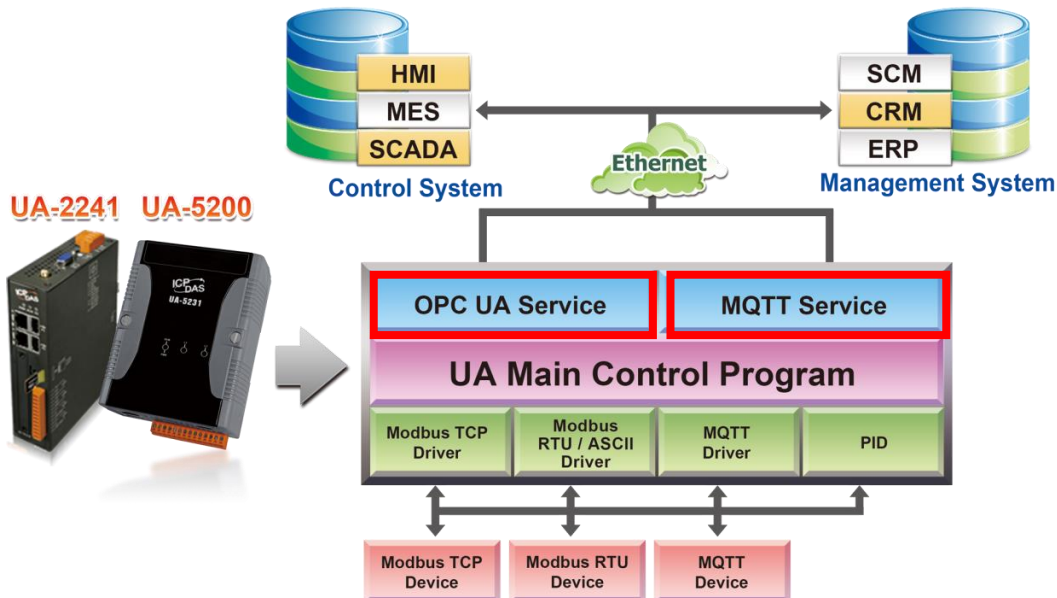 HMI
MES
SCADA
Control System
SCM
CRM
ERP
Management System
Ethernet
UA-2241 UA-5200
ICP DAS
ICP DAS
UA-5231
OPC UA Service
MQTT Service
UA Main Control Program
Modbus TCP
Driver
Modbus
RTU / ASCII
Driver
MQTT
Driver
PID
Modbus TCP
Device
Modbus RTU
Device
MQTT
Device